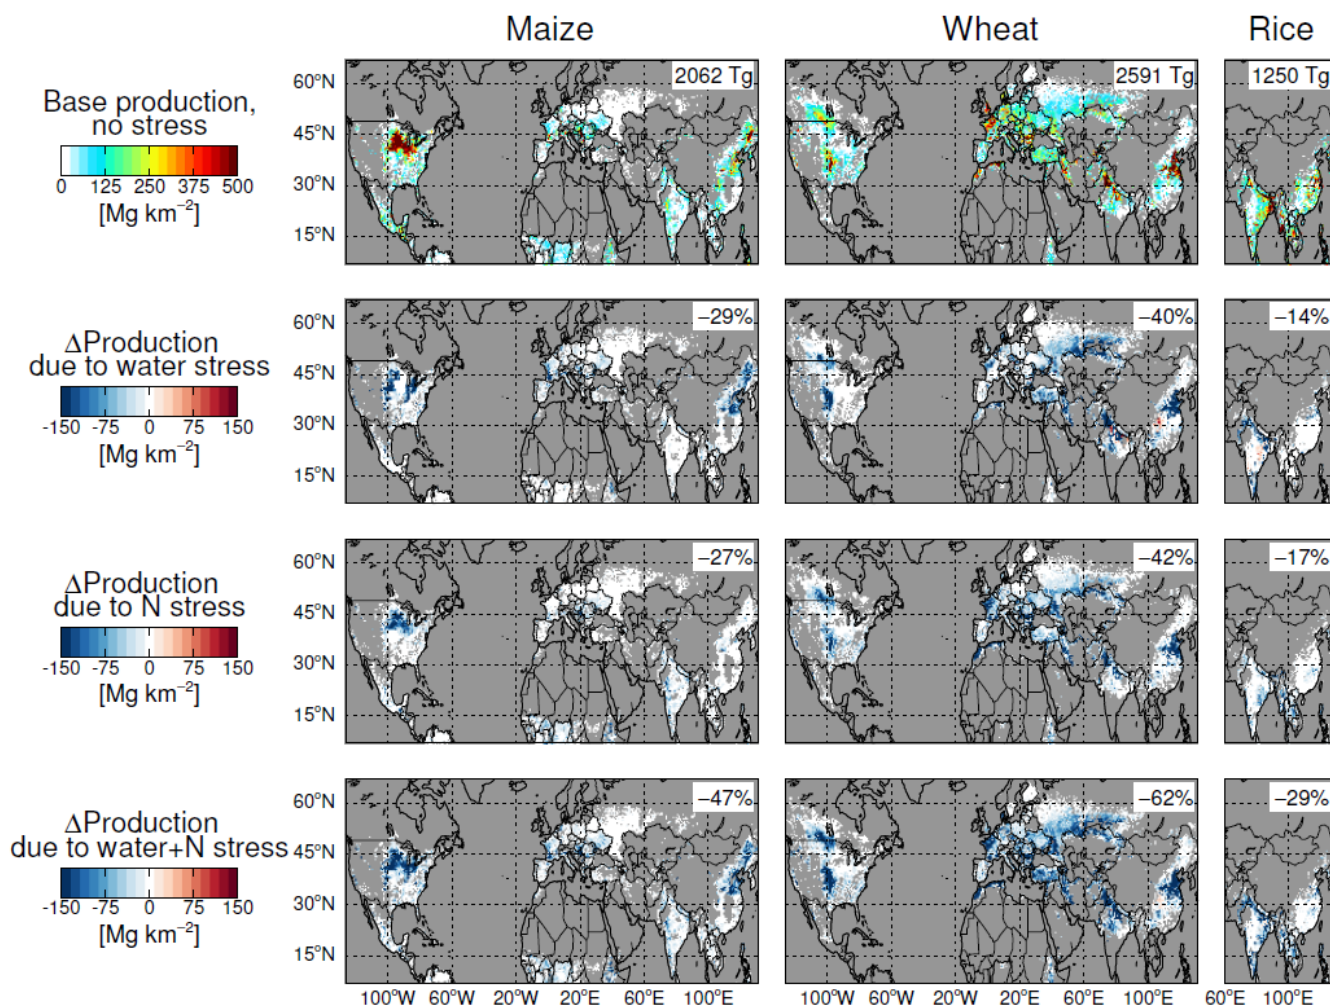 Maize Wheat Rice
Base production,
no stress
0 125 250 375 500
[Mg km−2]
60°N
45°N
30°N
15°N
2062 Tg
2591 Tg
1250 Tg
ΔProduction
due to water stress
-150 -75 0 75 150
[Mg km−2]
60°N
45°N
30°N
15°N
−29%
−40%
−14%
ΔProduction
due to N stress
-150 -75 0 75 150
[Mg km−2]
60°N
45°N
30°N
15°N
−27%
−42%
−17%
ΔProduction
due to water+N stress
-150 -75 0 75 150
[Mg km−2]
60°N
45°N
30°N
15°N
−47%
−62%
−29%
100°W 60°W 20°W 20°E 60°E 100°E
100°W 60°W 20°W 20°E 60°E 100°E
60°E 100°E